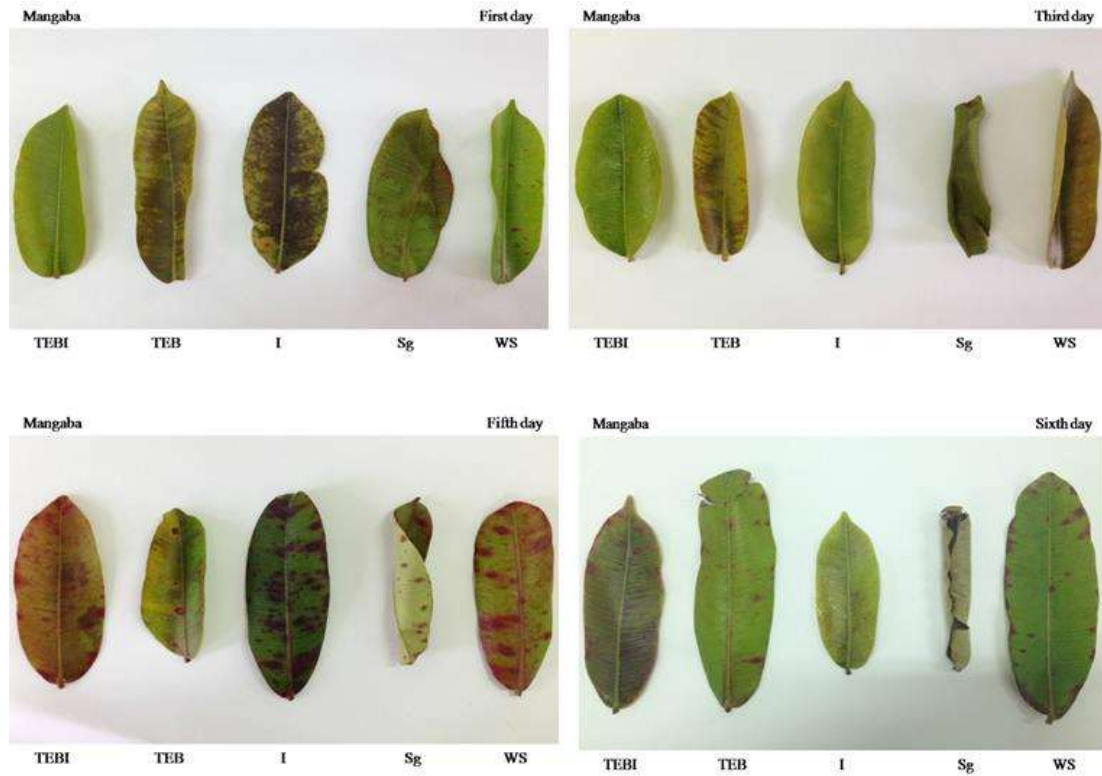 Mangaba First day
TEBI TEB I Sg WS
Mangaba Third day
TEBI TEB I Sg WS
Mangaba Fifth day
TEBI TEB I Sg WS
Mangaba Sixth day
TEBI TEB I Sg WS